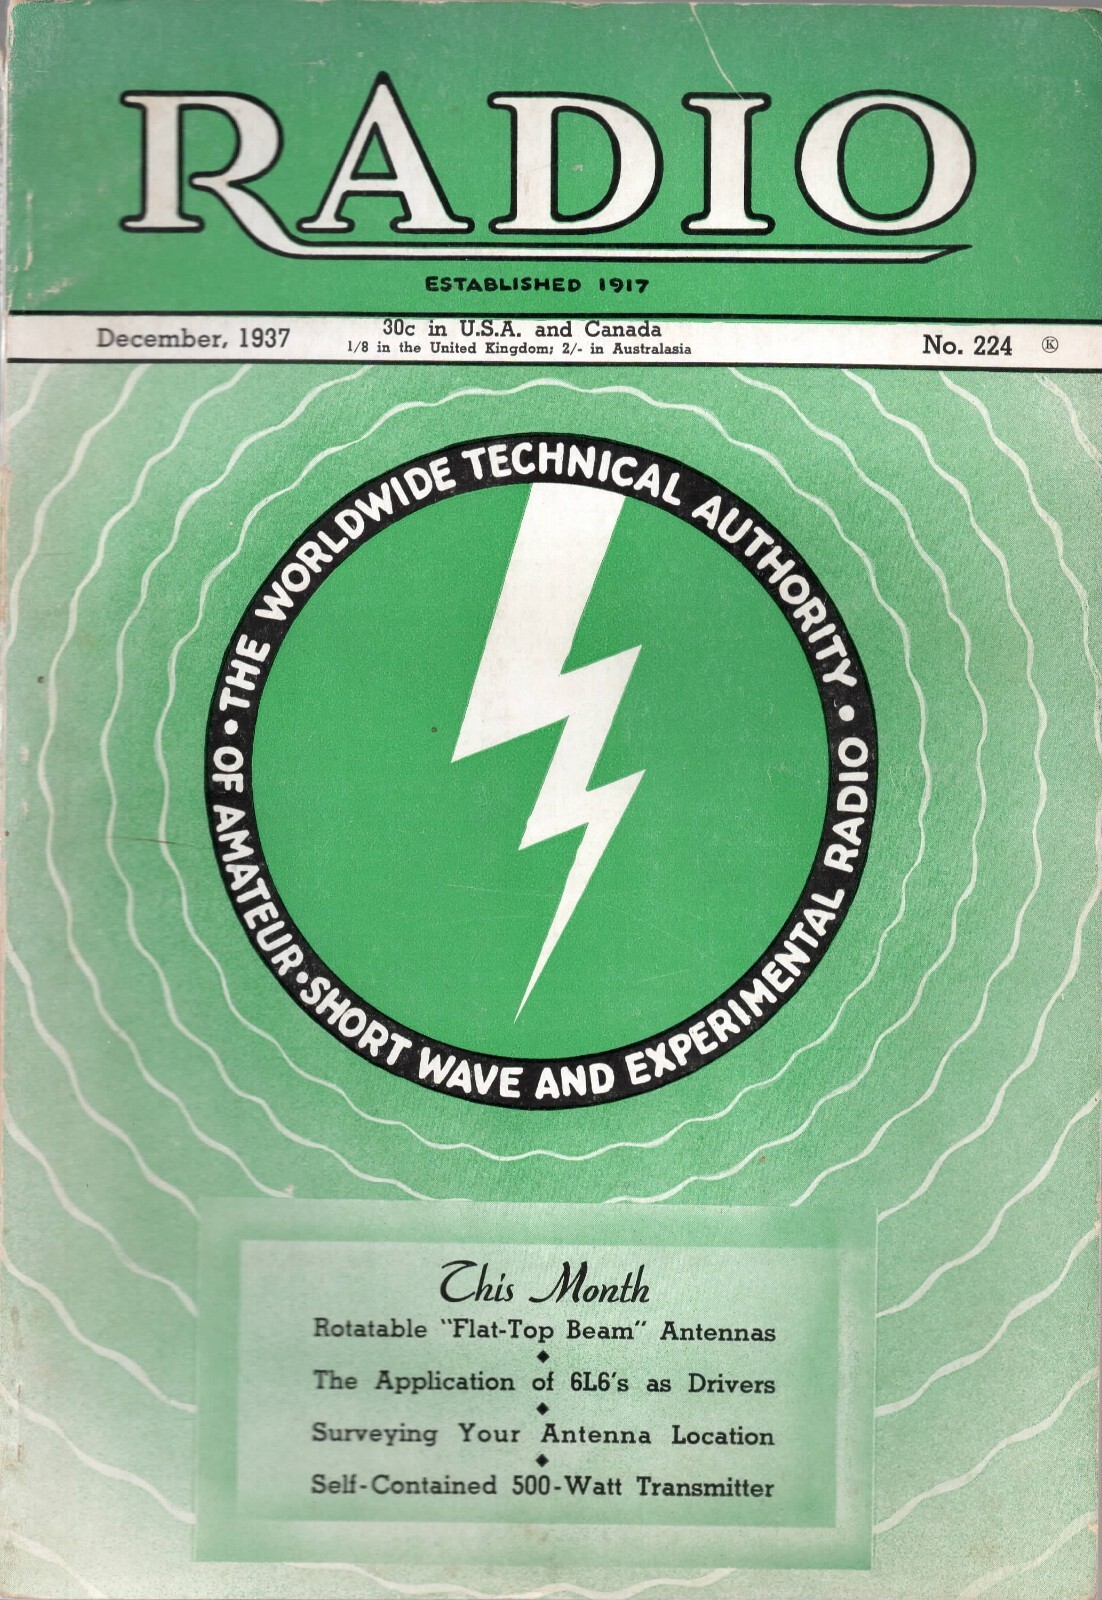 RADIO
ESTABLISHED 1917
December, 1937
30c in U.S.A. and Canada
1/8 in the United Kingdom; 2/- in Australasia
No. 224 Ⓚ
• THE WORLDWIDE TECHNICAL AUTHORITY •
OF AMATEUR • SHORT WAVE AND EXPERIMENTAL RADIO
This Month
Rotatable "Flat-Top Beam" Antennas
◆
The Application of 6L6's as Drivers
◆
Surveying Your Antenna Location
◆
Self-Contained 500-Watt Transmitter